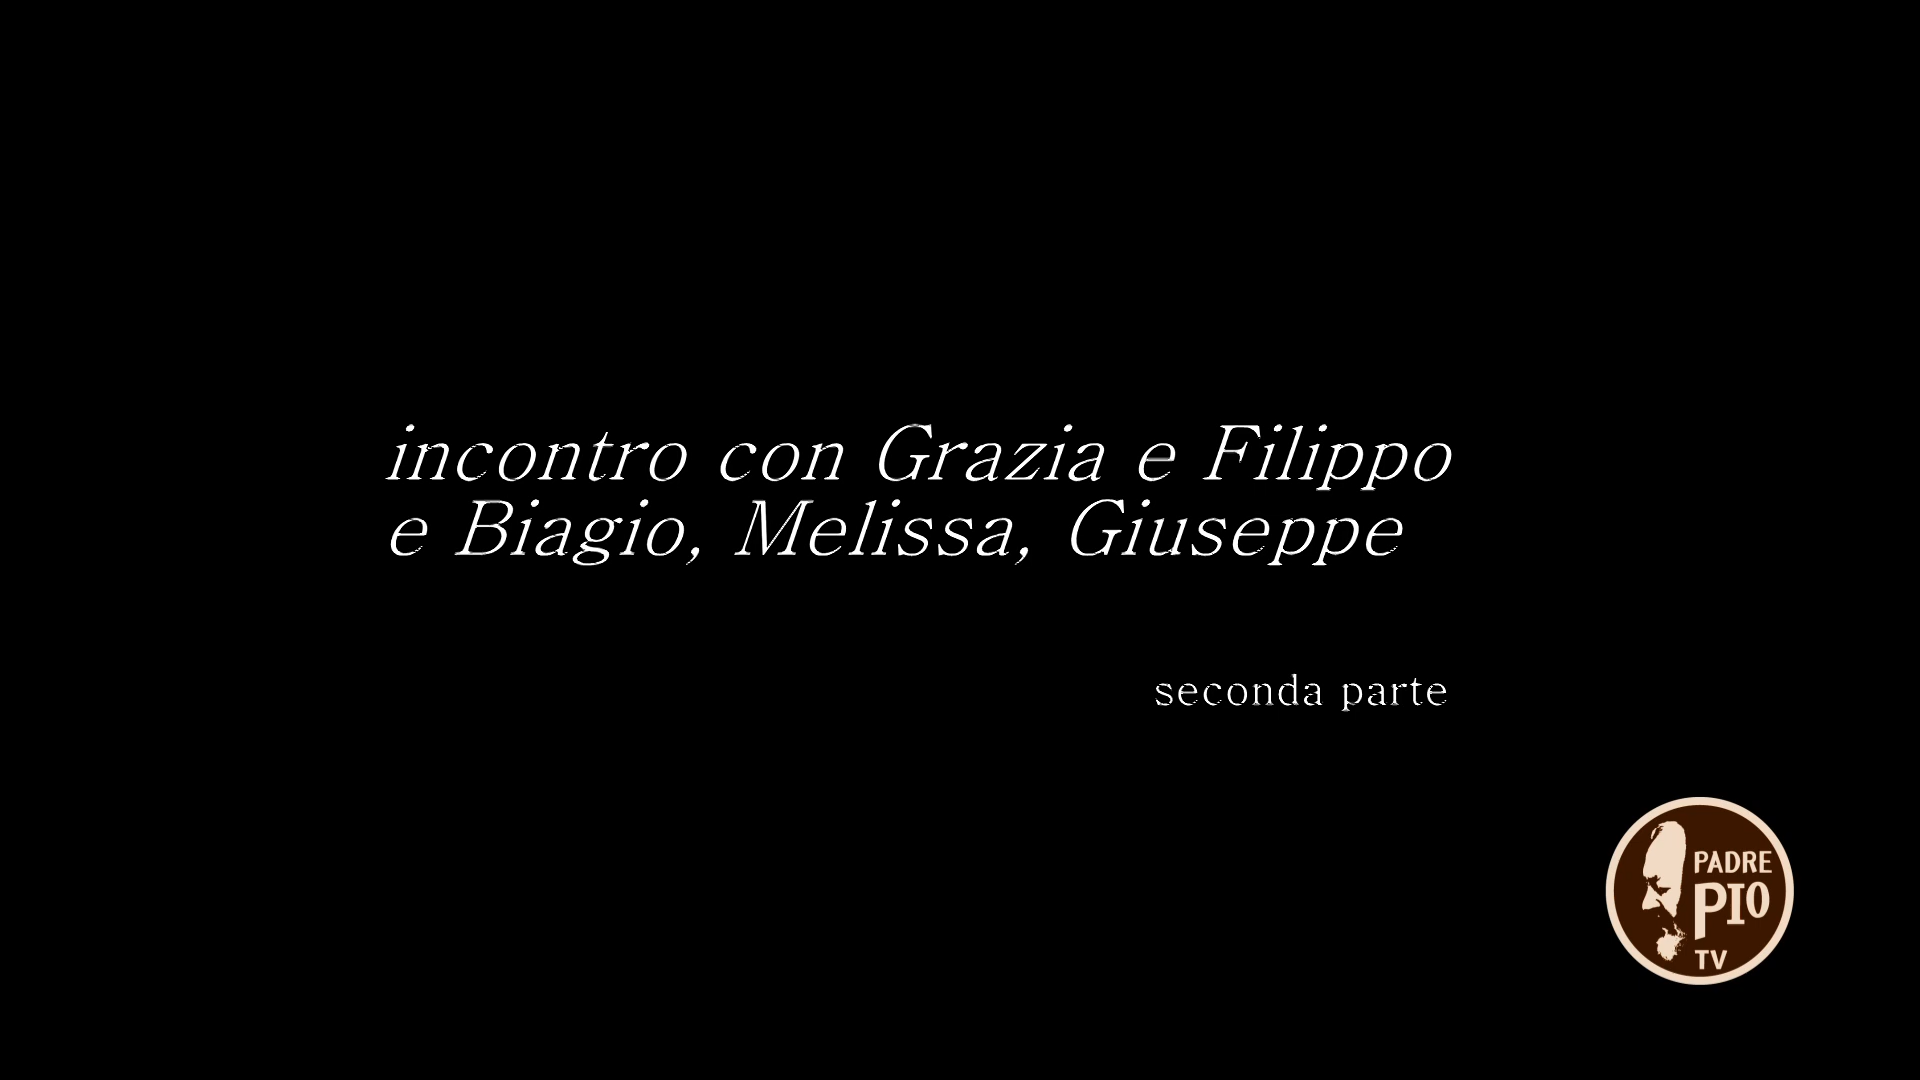 incontro con Grazia e Filippo
e Biagio, Melissa, Giuseppe
seconda parte
PADRE
PIO
TV